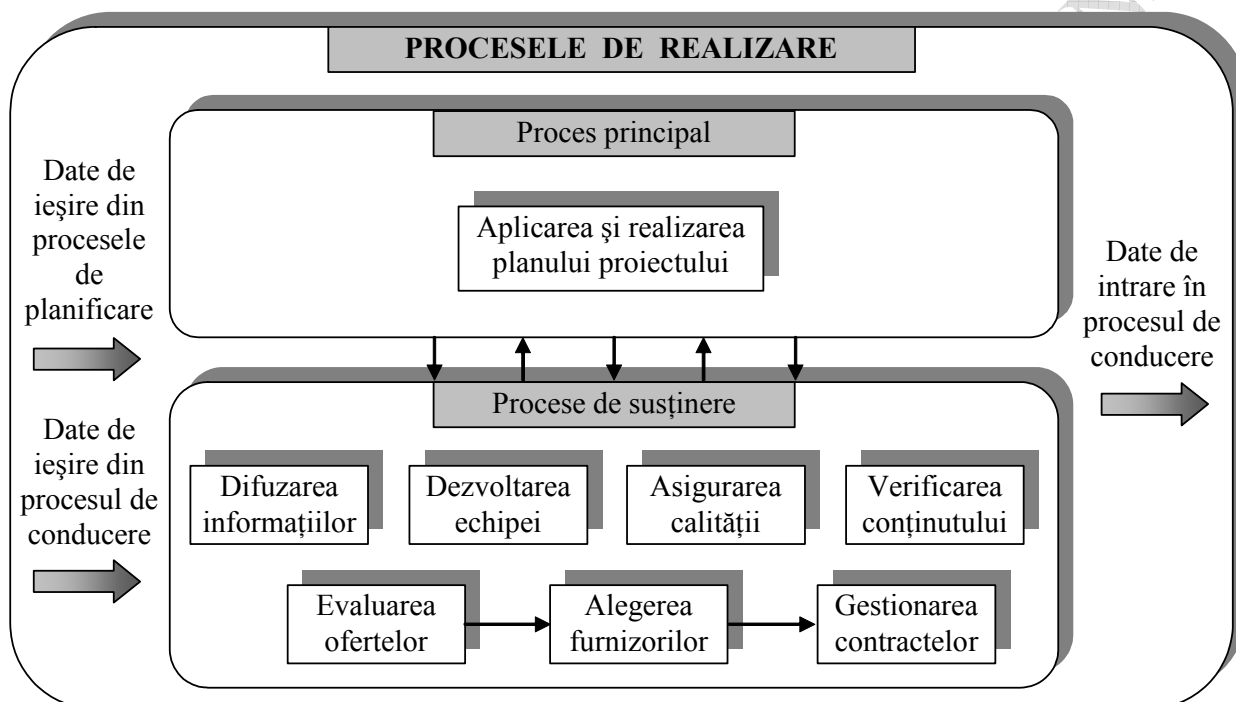 PROCESELE DE REALIZARE
Proces principal
Date de
ieşire din
procesele
de
planificare
Aplicarea şi realizarea
planului proiectului
Date de
intrare în
procesul de
conducere
Date de
ieşire din
procesul de
conducere
Procese de susținere
Difuzarea
informațiilor
Dezvoltarea
echipei
Asigurarea
calității
Verificarea
conținutului
Evaluarea
ofertelor
Alegerea
furnizorilor
Gestionarea
contractelor